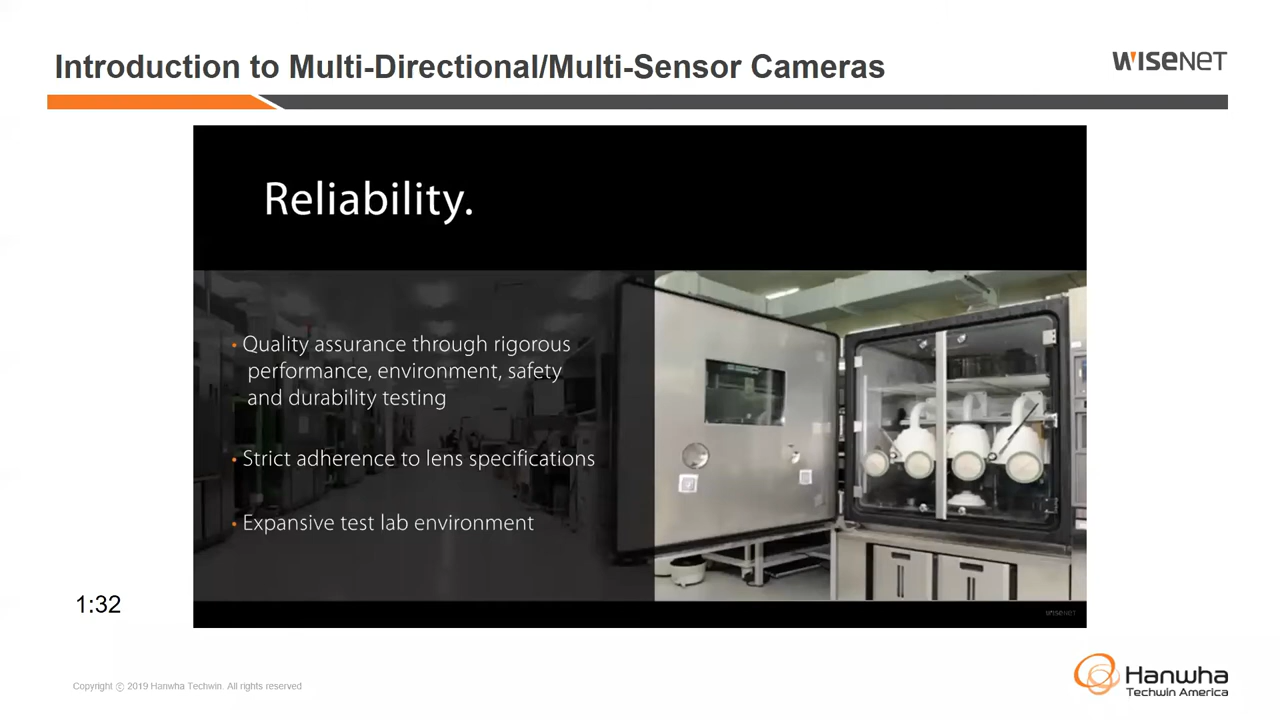 Introduction to Multi-Directional/Multi-Sensor Cameras
WISENET
Reliability.
• Quality assurance through rigorous
performance, environment, safety
and durability testing
• Strict adherence to lens specifications
• Expansive test lab environment
1:32
WISENET
Copyright ⓒ 2019 Hanwha Techwin. All rights reserved
Hanwha
Techwin America